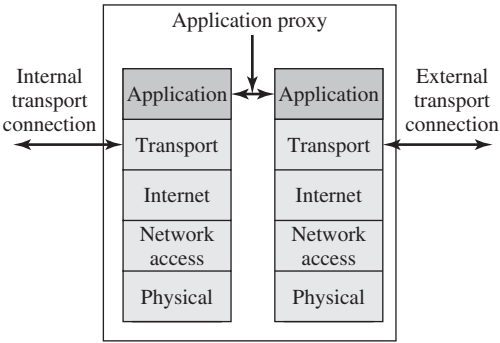 Application proxy
Internal
transport
connection
External
transport
connection
Application
Application
Transport
Transport
Internet
Internet
Network
access
Network
access
Physical
Physical